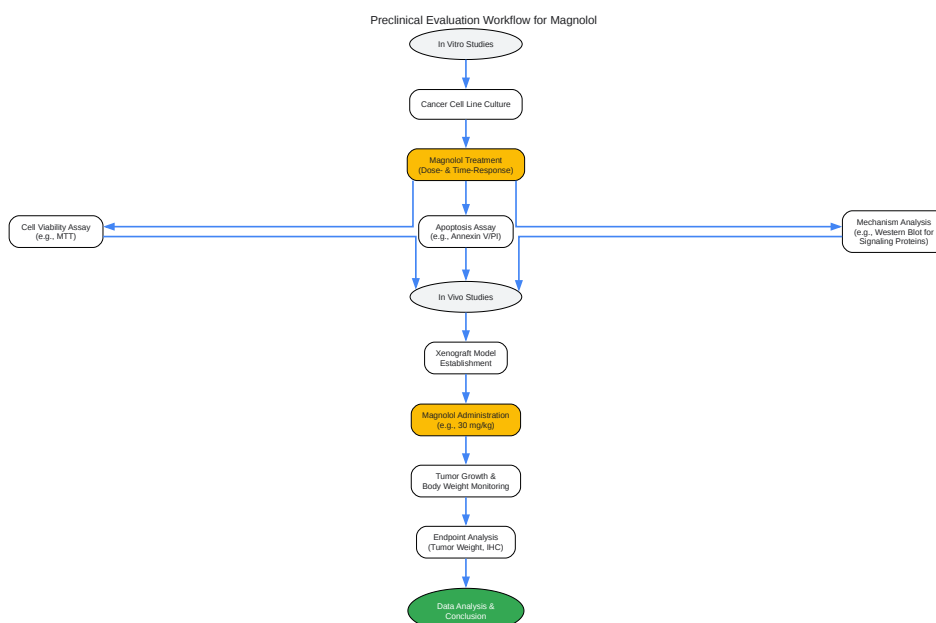 Preclinical Evaluation Workflow for Magnolol
In Vitro Studies
Cancer Cell Line Culture
Magnolol Treatment
(Dose- & Time-Response)
Cell Viability Assay
(e.g., MTT)
Apoptosis Assay
(e.g., Annexin V/PI)
Mechanism Analysis
(e.g., Western Blot for
Signaling Proteins)
In Vivo Studies
Xenograft Model
Establishment
Magnolol Administration
(e.g., 30 mg/kg)
Tumor Growth &
Body Weight Monitoring
Endpoint Analysis
(Tumor Weight, IHC)
Data Analysis &
Conclusion